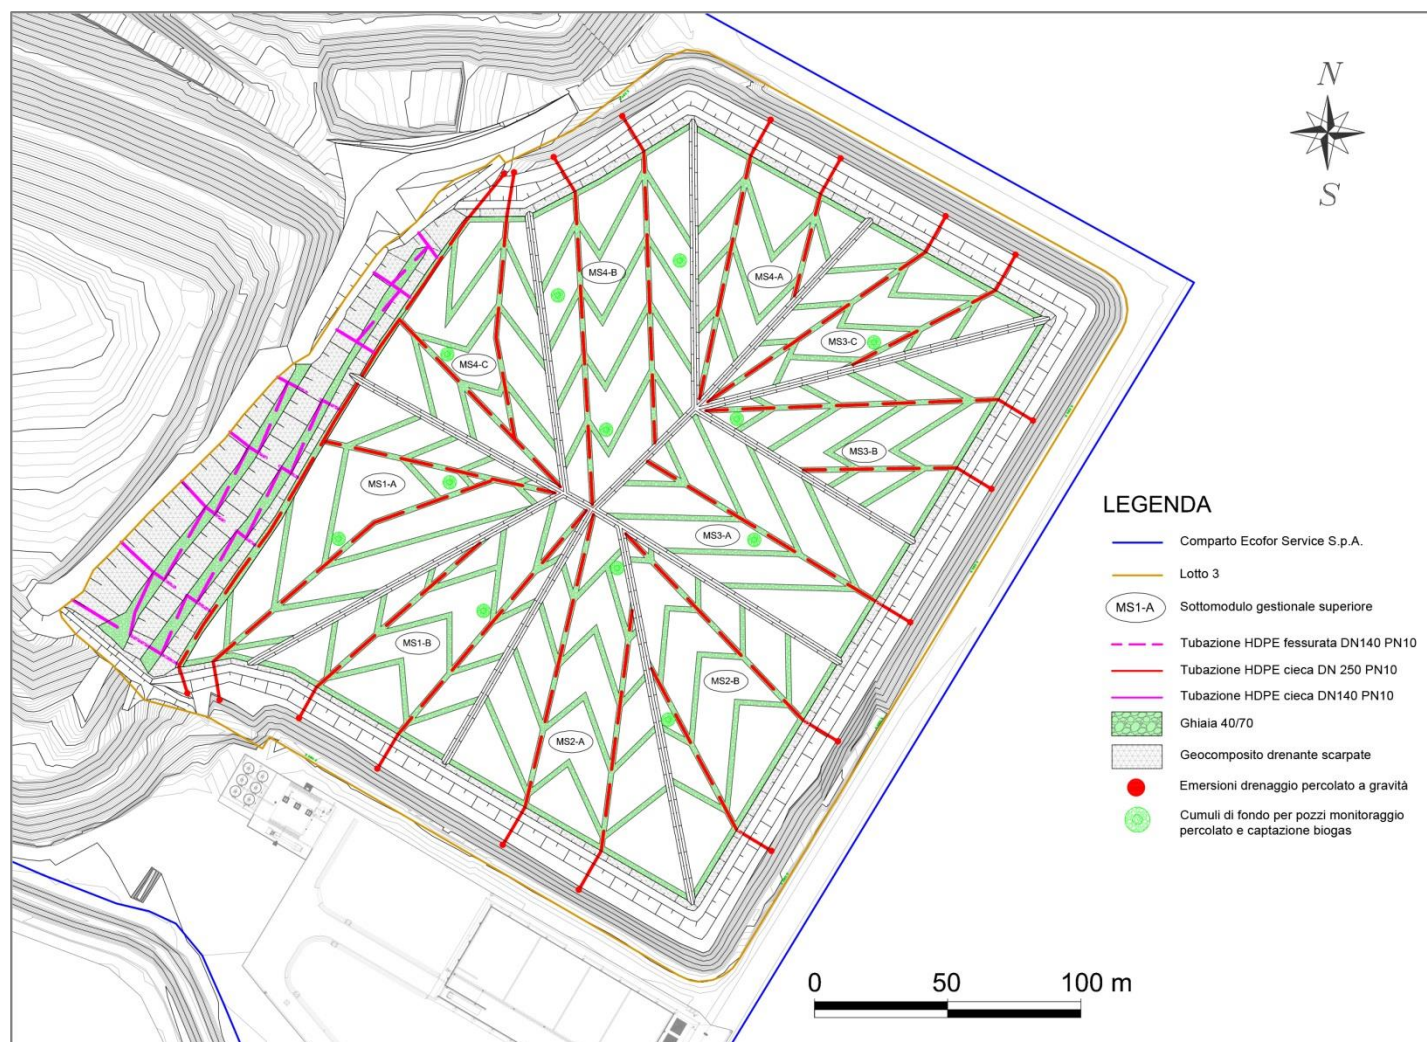 N
S
MS4-B
MS4-A
MS3-C
MS4-C
MS3-B
MS1-A
MS3-A
MS1-B
MS2-B
MS2-A
LEGENDA
Comparto Ecofor Service S.p.A.
Lotto 3
MS1-A Sottomodulo gestionale superiore
Tubazione HDPE fessurata DN140 PN10
Tubazione HDPE cieca DN 250 PN10
Tubazione HDPE cieca DN140 PN10
Ghiaia 40/70
Geocomposito drenante scarpate
Emersioni drenaggio percolato a gravità
Cumuli di fondo per pozzi monitoraggio
percolato e captazione biogas
0 50 100 m